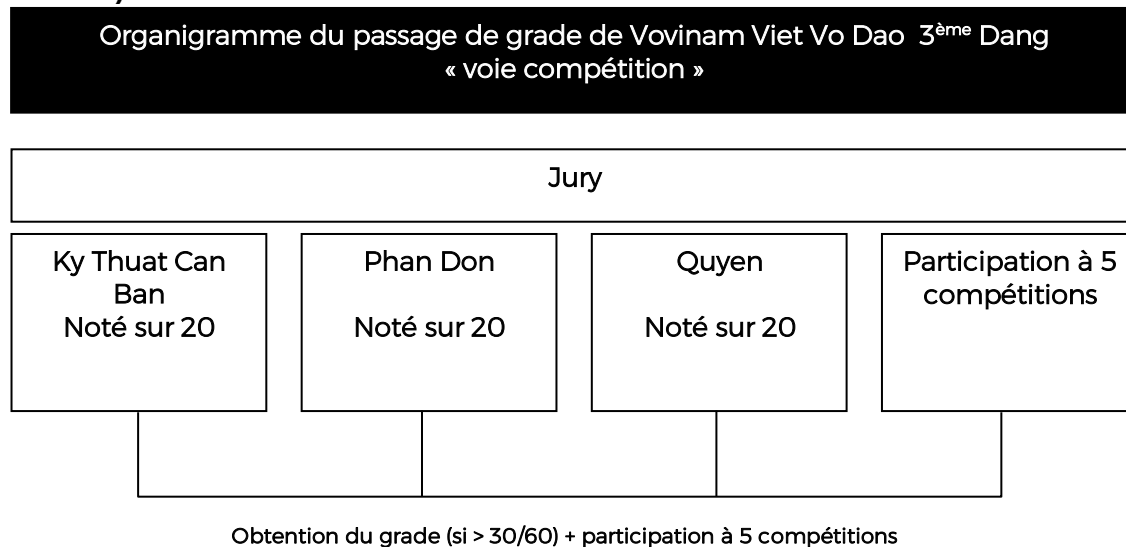 Organigramme du passage de grade de Vovinam Viet Vo Dao 3ème Dang
« voie compétition »
Jury
Ky Thuat Can
Ban
Noté sur 20
Phan Don
Noté sur 20
Quyen
Noté sur 20
Participation à 5
compétitions
Obtention du grade (si > 30/60) + participation à 5 compétitions